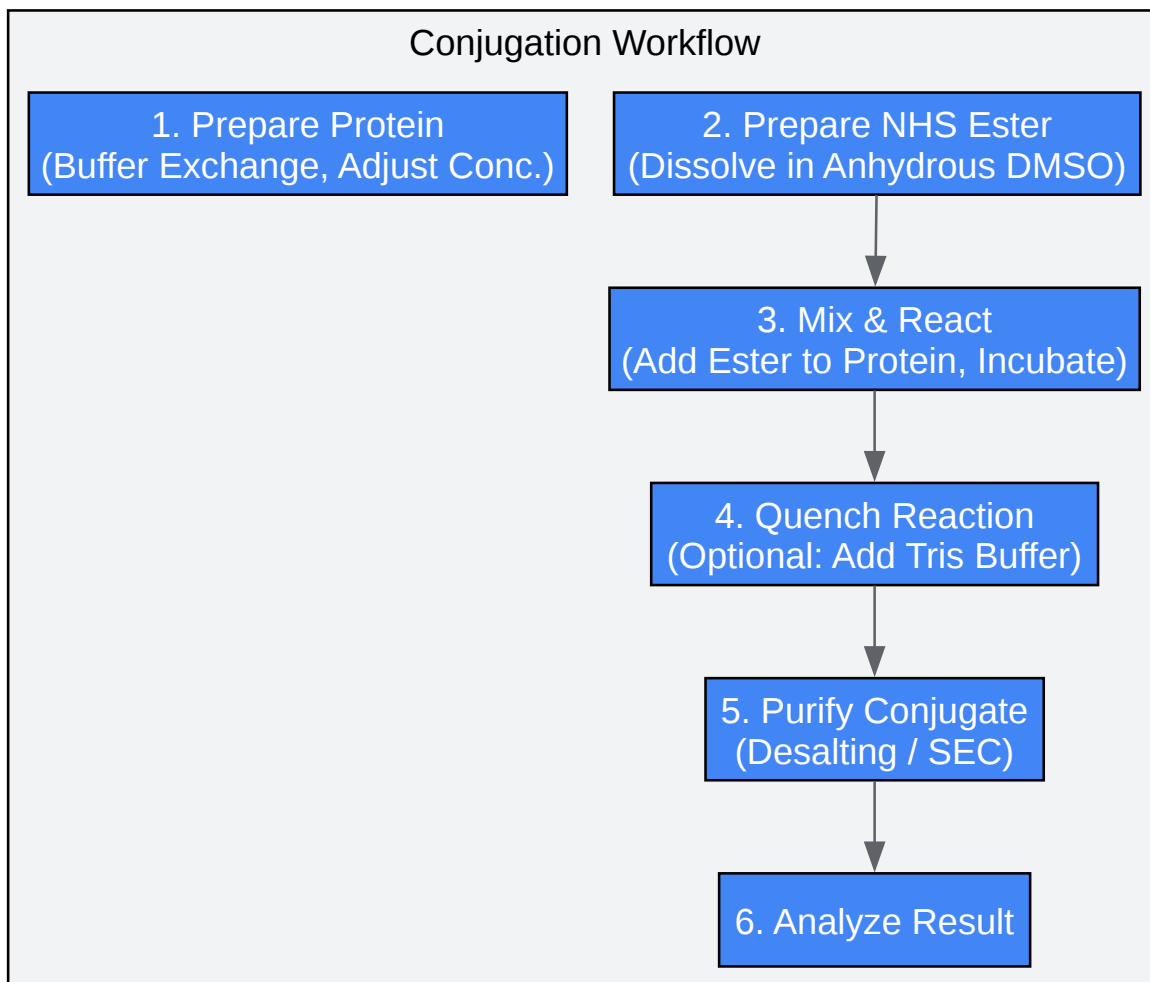 Conjugation Workflow
1. Prepare Protein
(Buffer Exchange, Adjust Conc.)
2. Prepare NHS Ester
(Dissolve in Anhydrous DMSO)
3. Mix & React
(Add Ester to Protein, Incubate)
4. Quench Reaction
(Optional: Add Tris Buffer)
5. Purify Conjugate
(Desalting / SEC)
6. Analyze Result